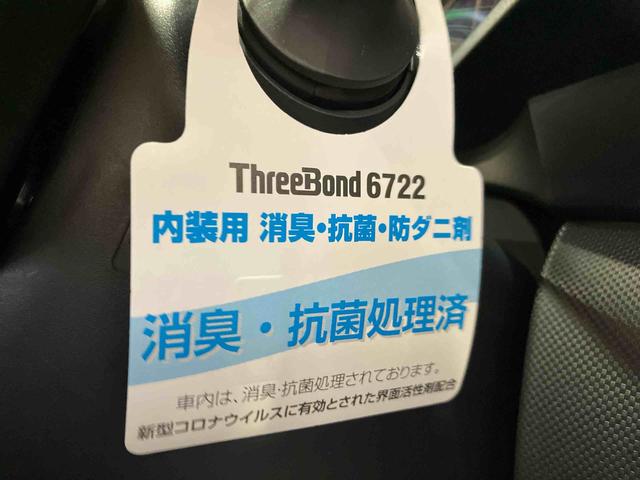 ThreeBond 6722
内装用 消臭・抗菌・防ダニ剤
消臭・抗菌処理済
車内は、消臭・抗菌処理されております。
新型コロナウイルスに有効とされた界面活性剤配合